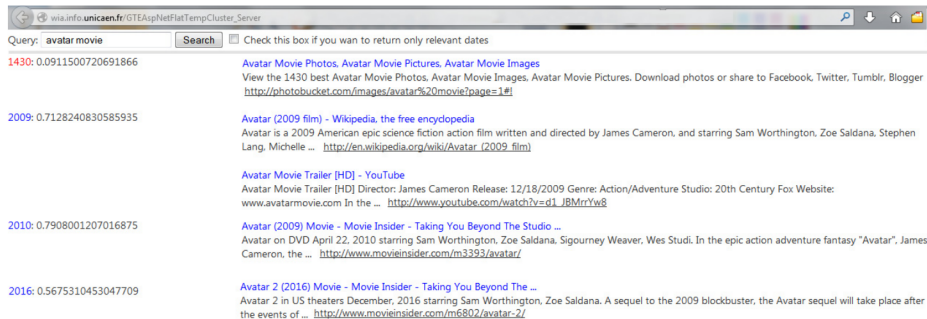 wia.info.unicaen.fr/GTEAspNetFlatTempCluster_Server
Query: avatar movie Search Check this box if you wan to return only relevant dates
1430: 0.0911500720691866 Avatar Movie Photos, Avatar Movie Pictures, Avatar Movie Images
View the 1430 best Avatar Movie Photos, Avatar Movie Images, Avatar Movie Pictures. Download photos or share to Facebook, Twitter, Tumblr, Blogger
http://photobucket.com/images/avatar%20movie?page=1#!
2009: 0.7128240830585935 Avatar (2009 film) - Wikipedia, the free encyclopedia
Avatar is a 2009 American epic science fiction action film written and directed by James Cameron, and starring Sam Worthington, Zoe Saldana, Stephen
Lang, Michelle ... http://en.wikipedia.org/wiki/Avatar_(2009_film)
Avatar Movie Trailer [HD] - YouTube
Avatar Movie Trailer [HD] Director: James Cameron Release: 12/18/2009 Genre: Action/Adventure Studio: 20th Century Fox Website:
www.avatarmovie.com In the ... http://www.youtube.com/watch?v=d1_JBMrrYw8
2010: 0.7908001207016875 Avatar (2009) Movie - Movie Insider - Taking You Beyond The Studio ...
Avatar on DVD April 22, 2010 starring Sam Worthington, Zoe Saldana, Sigourney Weaver, Wes Studi. In the epic action adventure fantasy "Avatar", James
Cameron, the ... http://www.movieinsider.com/m3393/avatar/
2016: 0.5675310453047709 Avatar 2 (2016) Movie - Movie Insider - Taking You Beyond The ...
Avatar 2 in US theaters December, 2016 starring Sam Worthington, Zoe Saldana. A sequel to the 2009 blockbuster, the Avatar sequel will take place after
the events of ... http://www.movieinsider.com/m6802/avatar-2/